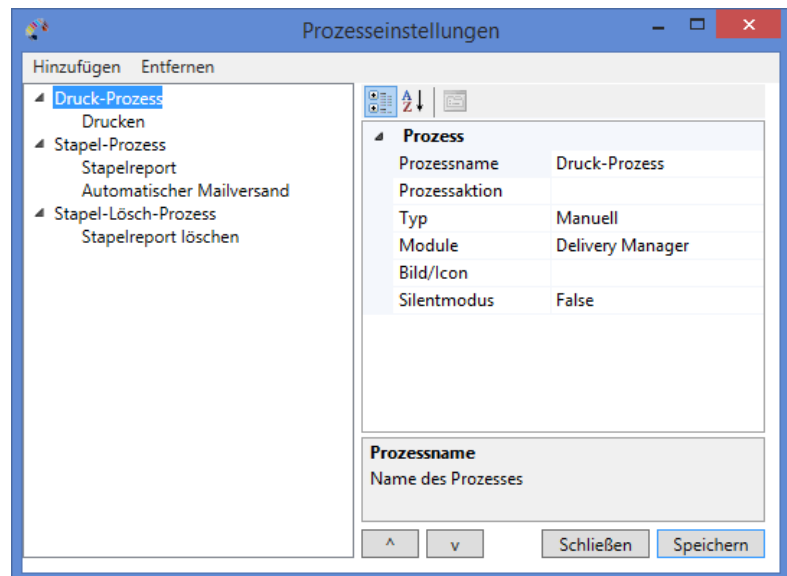 Prozesseinstellungen
Hinzufügen Entfernen
Druck-Prozess
Drucken
Stapel-Prozess
Stapelreport
Automatischer Mailversand
Stapel-Lösch-Prozess
Stapelreport löschen
Prozess
Prozessname Druck-Prozess
Prozessaktion
Typ Manuell
Module Delivery Manager
Bild/Icon
Silentmodus False
Prozessname
Name des Prozesses
^ v Schließen Speichern